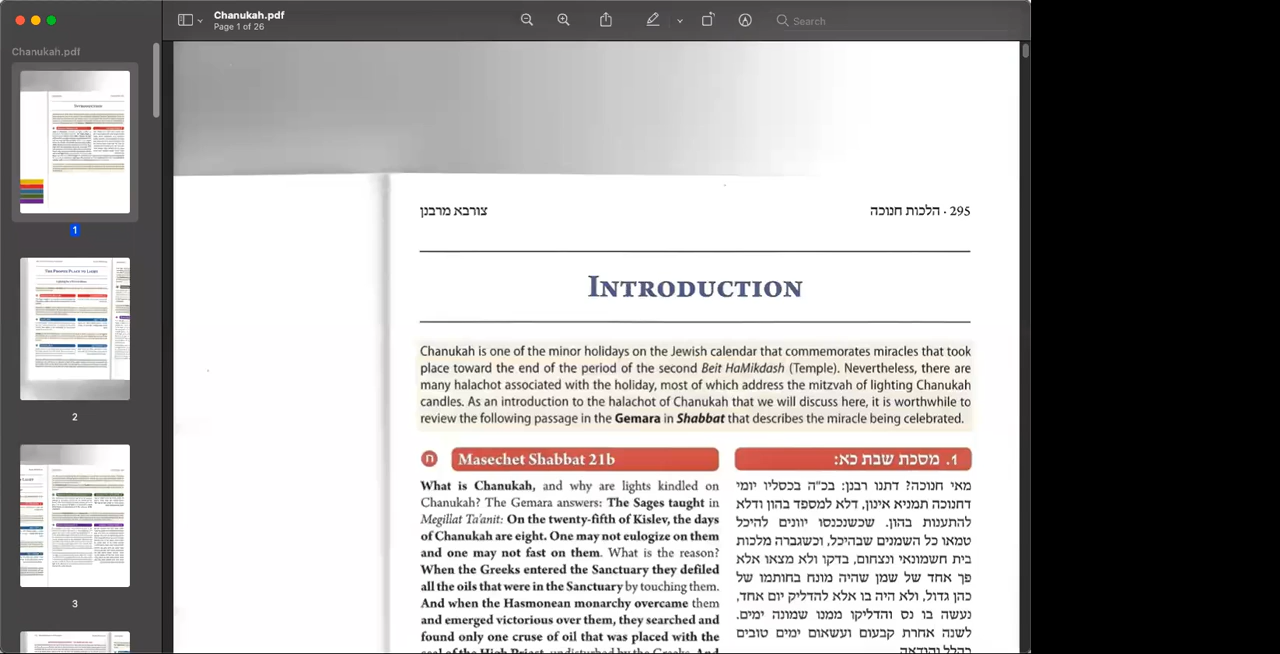 Chanukah.pdf
Page 1 of 26
Search
Chanukah.pdf
1
2
3
צורבא מרבנן
295 · הלכות חנוכה
INTRODUCTION
Chanukah is one of the minor holidays on the Jewish calendar that commemorates miracles that took
place toward the end of the period of the second Beit HaMikdash (Temple). Nevertheless, there are
many halachot associated with the holiday, most of which address the mitzvah of lighting Chanukah
candles. As an introduction to the halachot of Chanukah that we will discuss here, it is worthwhile to
review the following passage in the Gemara in Shabbat that describes the miracle being celebrated.
ח Masechet Shabbat 21b
What is Chanukah, and why are lights kindled on
Chanukah? The Gemara answers: The Sages taught in
Megillat Ta'anit: On the twenty-fifth of Kislev, the days
of Chanukah are eight. One may not eulogize on them
and one may not fast on them. What is the reason?
When the Greeks entered the Sanctuary they defiled
all the oils that were in the Sanctuary by touching them.
And when the Hasmonean monarchy overcame them
and emerged victorious over them, they searched and
found only one cruse of oil that was placed with the
seal of the High Priest, undisturbed by the Greeks. And
1. מסכת שבת כא:
מאי חנוכה? דתנו רבנן: בכ"ה בכסליו יומי
דחנוכה תמניא אינון, דלא למספד בהון ודלא
להתענות בהון. שכשנכנסו יוונים להיכל
טמאו כל השמנים שבהיכל, וכשגברה מלכות
בית חשמונאי ונצחום, בדקו ולא מצאו אלא
פך אחד של שמן שהיה מונח בחותמו של
כהן גדול, ולא היה בו אלא להדליק יום אחד,
נעשה בו נס והדליקו ממנו שמונה ימים.
לשנה אחרת קבעום ועשאום ימים טובים
בהלל והודאה.